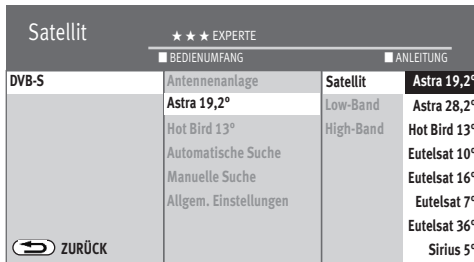 Satellit
★★★ EXPERTE
BEDIENUMFANG ANLEITUNG
DVB-S
Antennenanlage
Astra 19,2°
Hot Bird 13°
Automatische Suche
Manuelle Suche
Allgem. Einstellungen
Satellit
Low-Band
High-Band
Astra 19,2°
Astra 28,2°
Hot Bird 13°
Eutelsat 10°
Eutelsat 16°
Eutelsat 7°
Eutelsat 36°
Sirius 5°
ZURÜCK